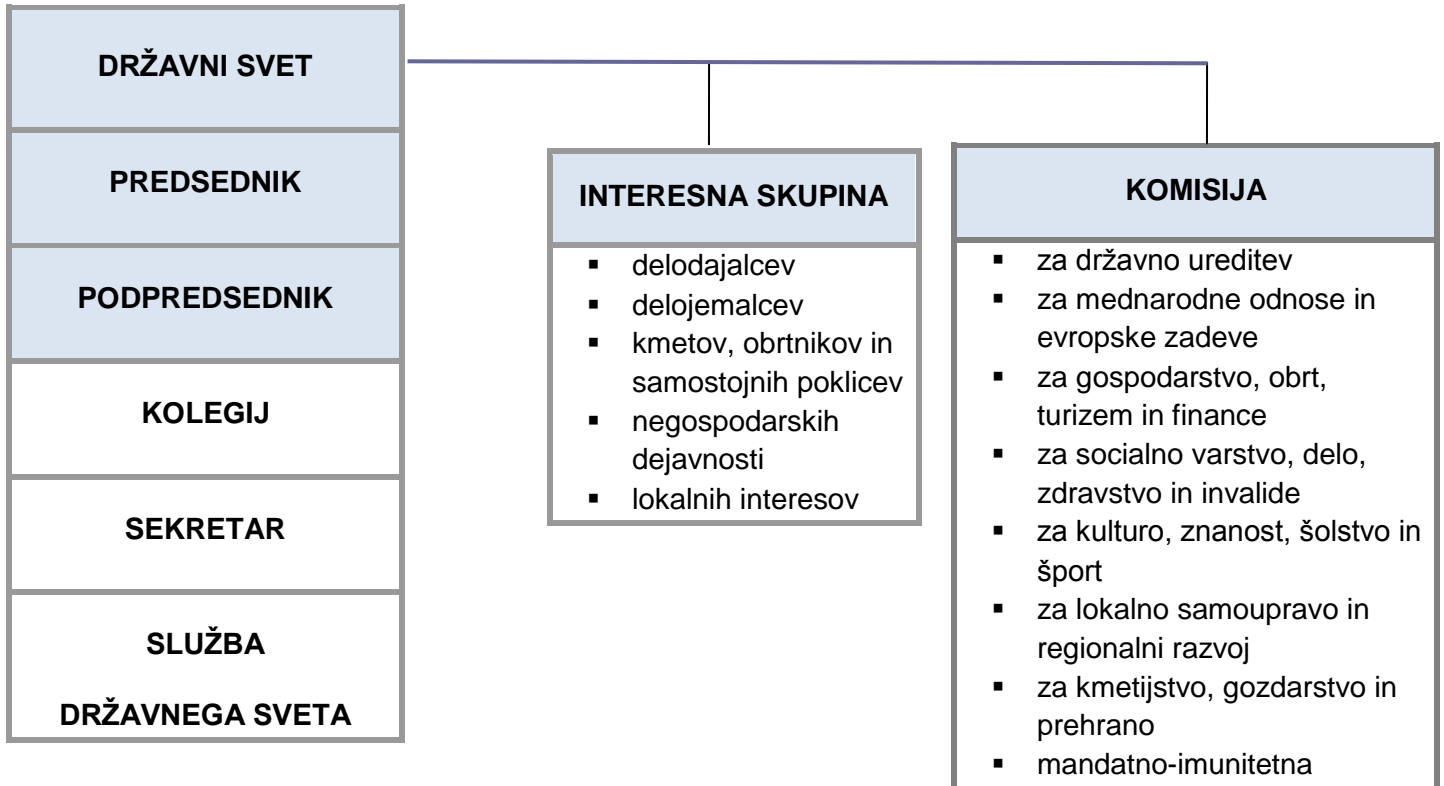 DRŽAVNI SVET
PREDSEDNIK
PODPREDSEDNIK
KOLEGIJ
SEKRETAR
SLUŽBA
DRŽAVNEGA SVETA
INTERESNA SKUPINA
▪ delodajalcev
▪ delojemalcev
▪ kmetov, obrtnikov in
samostojnih poklicev
▪ negospodarskih
dejavnosti
▪ lokalnih interesov
KOMISIJA
▪ za državno ureditev
▪ za mednarodne odnose in
evropske zadeve
▪ za gospodarstvo, obrt,
turizem in finance
▪ za socialno varstvo, delo,
zdravstvo in invalide
▪ za kulturo, znanost, šolstvo in
šport
▪ za lokalno samoupravo in
regionalni razvoj
▪ za kmetijstvo, gozdarstvo in
prehrano
▪ mandatno-imunitetna